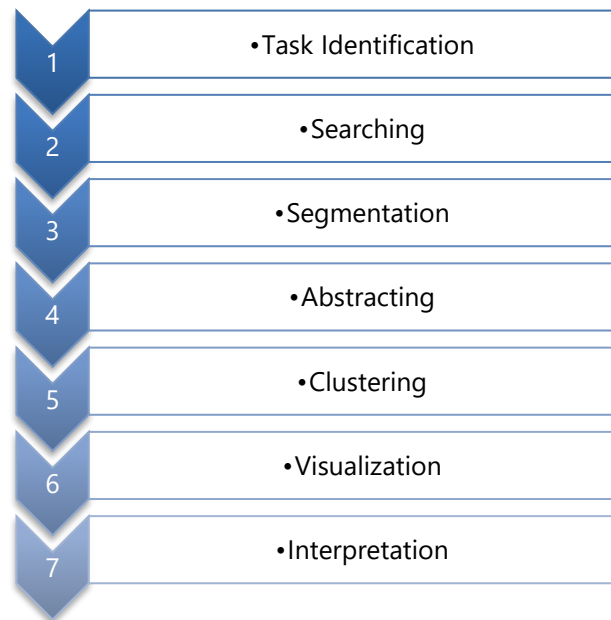 1 •Task Identification
2 •Searching
3 •Segmentation
4 •Abstracting
5 •Clustering
6 •Visualization
7 •Interpretation